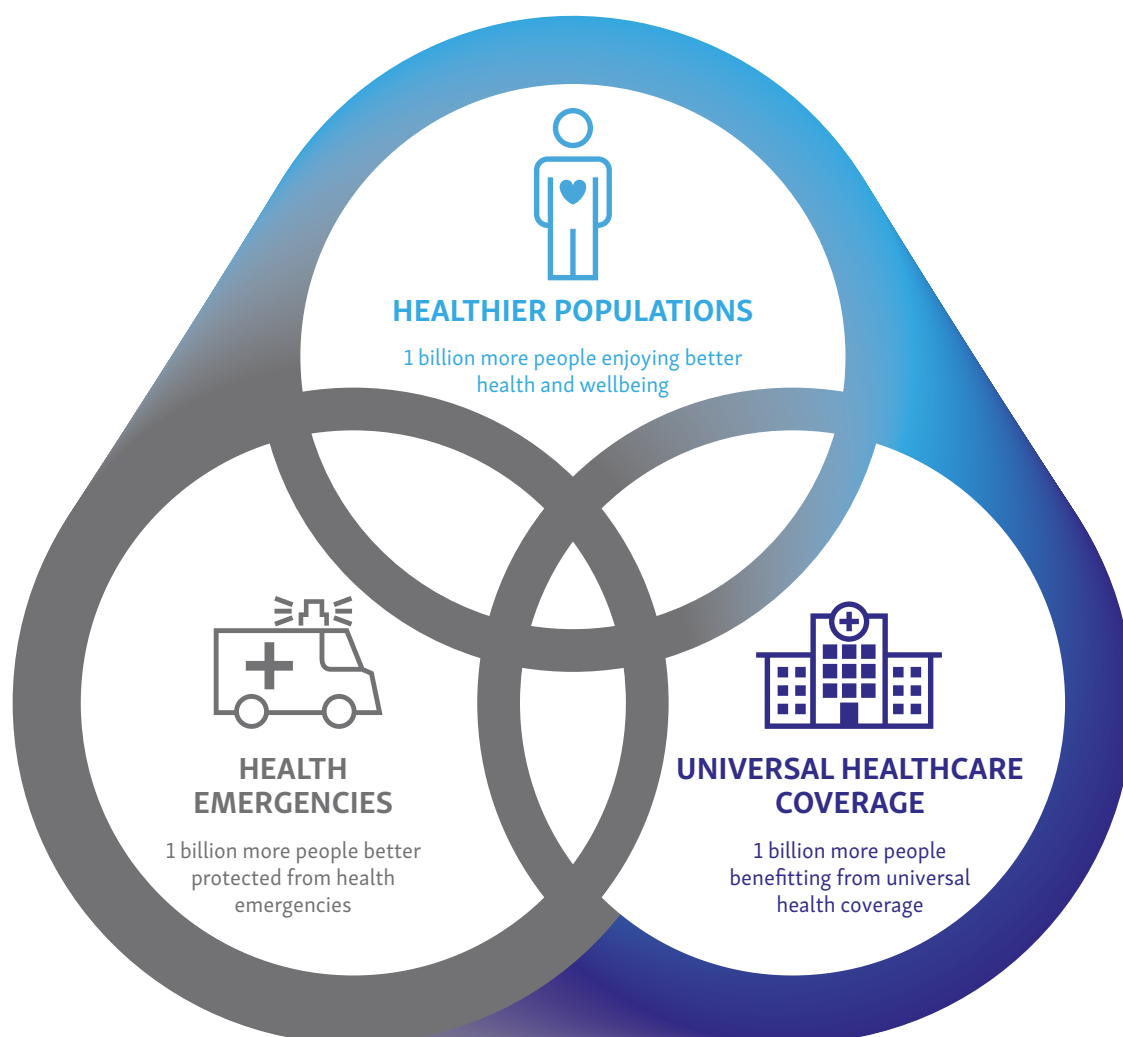 HEALTHIER POPULATIONS
1 billion more people enjoying better
health and wellbeing
HEALTH
EMERGENCIES
1 billion more people better
protected from health
emergencies
UNIVERSAL HEALTHCARE
COVERAGE
1 billion more people
benefitting from universal
health coverage